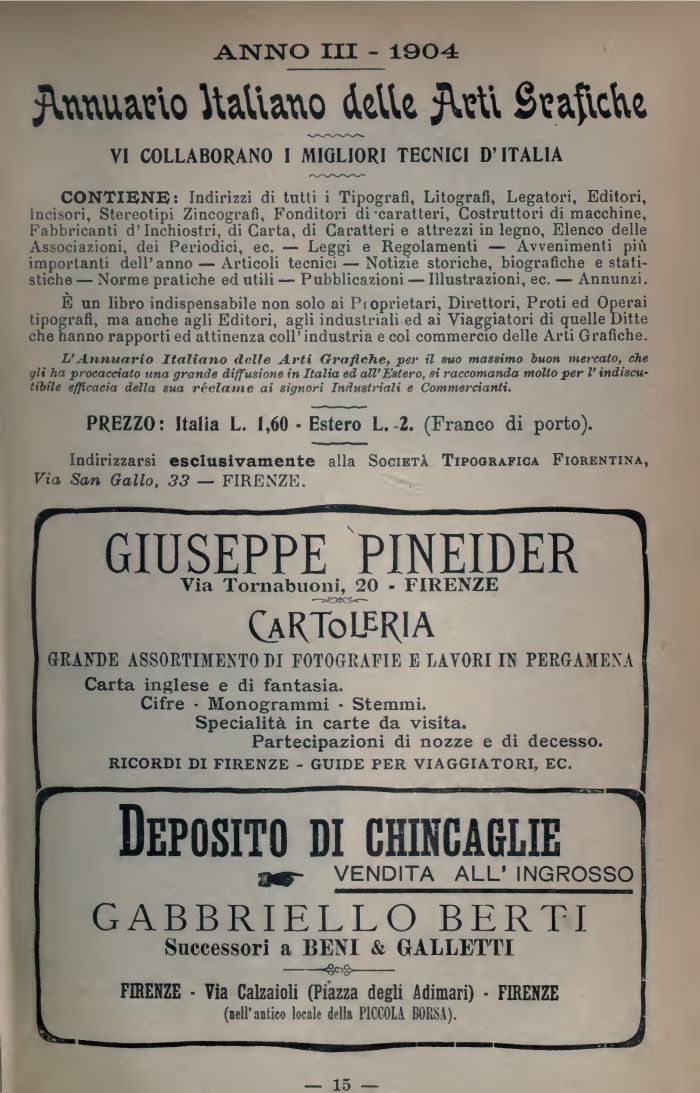 ANNO III - 1904
Annuario Italiano delle Arti Grafiche
VI COLLABORANO I MIGLIORI TECNICI D'ITALIA
CONTIENE: Indirizzi di tutti i Tipografi, Litografi, Legatori, Editori,
Incisori, Stereotipi Zincografi, Fonditori di caratteri, Costruttori di macchine,
Fabbricanti d'Inchiostri, di Carta, di Caratteri e attrezzi in legno, Elenco delle
Associazioni, dei Periodici, ec. — Leggi e Regolamenti — Avvenimenti più
importanti dell'anno — Articoli tecnici — Notizie storiche, biografiche e stati-
stiche — Norme pratiche ed utili — Pubblicazioni — Illustrazioni, ec. — Annunzi.
È un libro indispensabile non solo ai Proprietari, Direttori, Proti ed Operai
tipografi, ma anche agli Editori, agli industriali ed ai Viaggiatori di quelle Ditte
che hanno rapporti ed attinenza coll'industria e col commercio delle Arti Grafiche.
L'Annuario Italiano delle Arti Grafiche, per il suo massimo buon mercato, che
gli ha procacciato una grande diffusione in Italia ed all'Estero, si raccomanda molto per l'indiscu-
tibile efficacia della sua réclame ai signori Industriali e Commercianti.
PREZZO: Italia L. 1,60 - Estero L. 2. (Franco di porto).
Indirizzarsi esclusivamente alla SOCIETÀ TIPOGRAFICA FIORENTINA,
Via San Gallo, 33 — FIRENZE.
GIUSEPPE PINEIDER
Via Tornabuoni, 20 - FIRENZE
CARTOLERIA
GRANDE ASSORTIMENTO DI FOTOGRAFIE E LAVORI IN PERGAMENA
Carta inglese e di fantasia.
Cifre - Monogrammi - Stemmi.
Specialità in carte da visita.
Partecipazioni di nozze e di decesso.
RICORDI DI FIRENZE - GUIDE PER VIAGGIATORI, EC.
DEPOSITO DI CHINCAGLIE
VENDITA ALL' INGROSSO
GABBRIELLO BERTI
Successori a BENI & GALLETTI
FIRENZE - Via Calzaioli (Piazza degli Adimari) - FIRENZE
(nell'antico locale della PICCOLA BORSA).
— 15 —